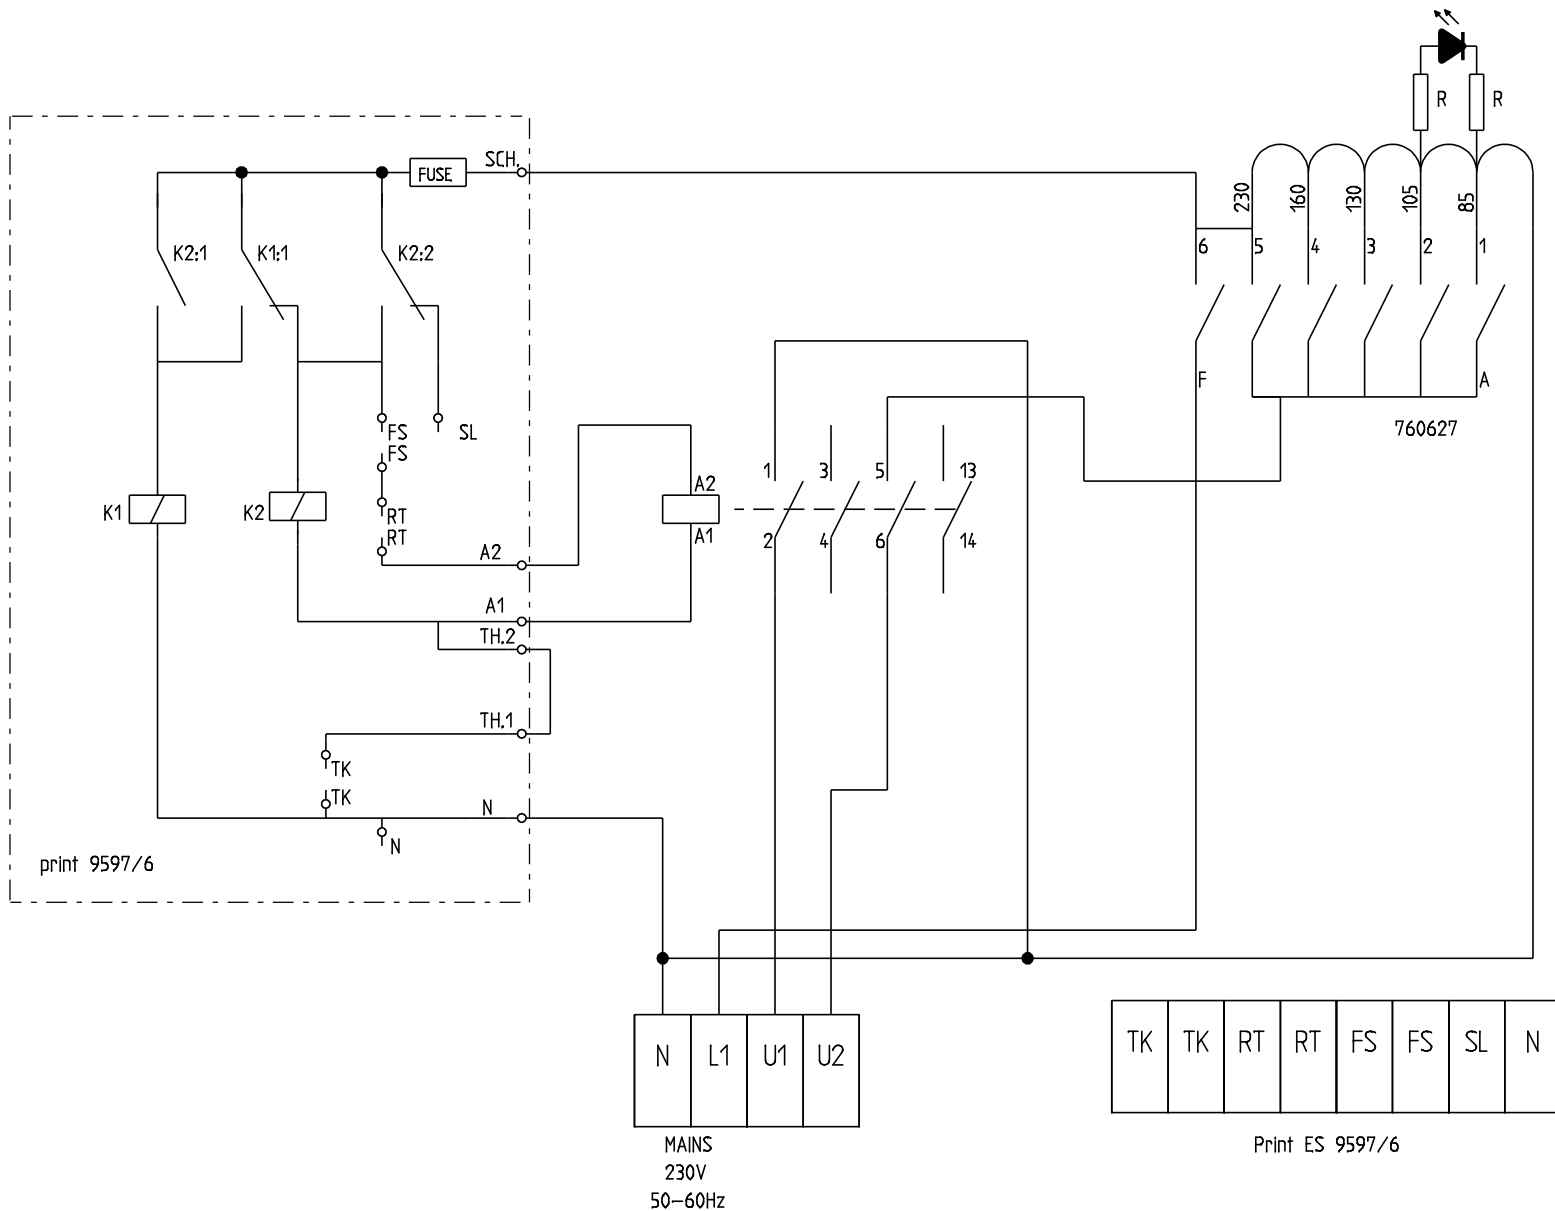 R R
SCH.
FUSE
230 160 130 105 85
K2:1 K1:1 K2:2
6 5 4 3 2 1
F A
760627
FS SL
FS
1 3 5 13
A2
K1 K2
RT
RT
A1
2 4 6 14
A2
A1
TH.2
TH.1
TK
TK
N
N
print 9597/6
N L1 U1 U2
TK TK RT RT FS FS SL N
MAINS
230V
50-60Hz
Print ES 9597/6